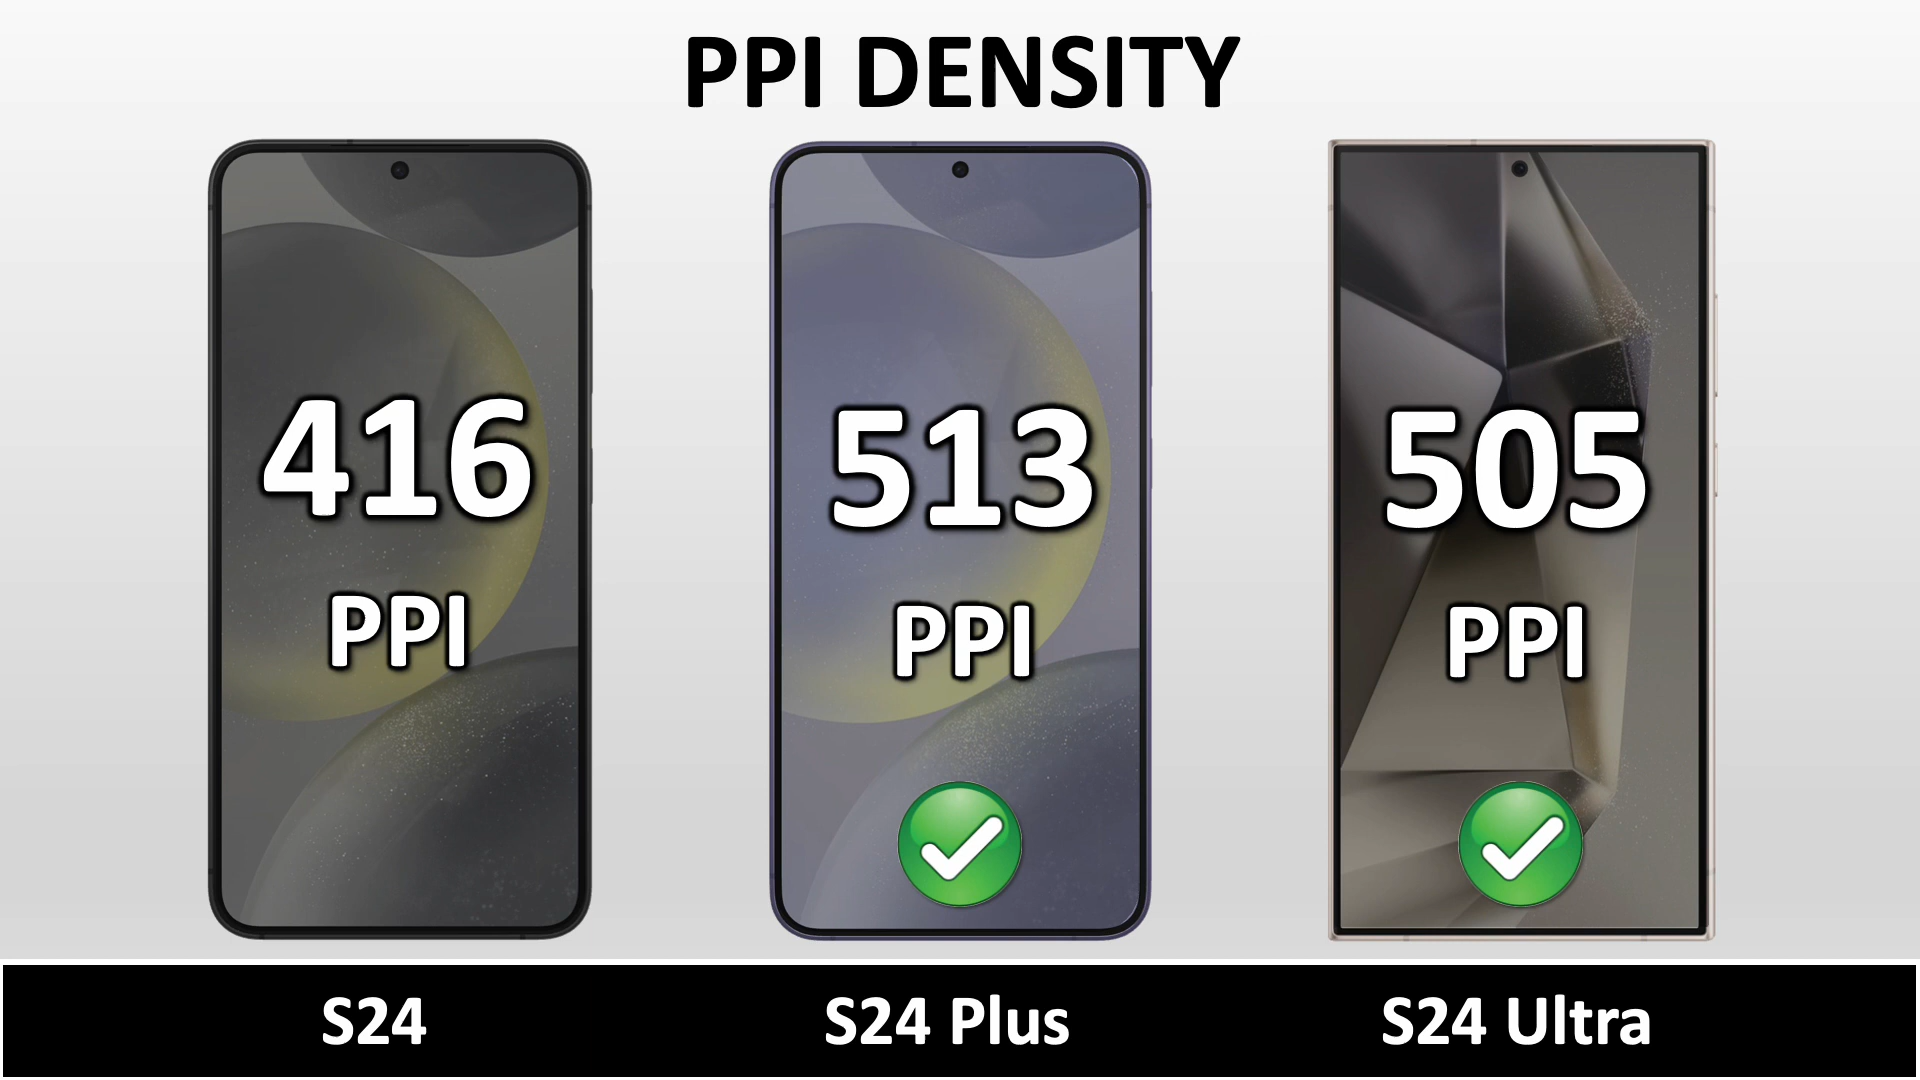 PPI DENSITY
416
PPI
513
PPI
505
PPI
S24
S24 Plus
S24 Ultra